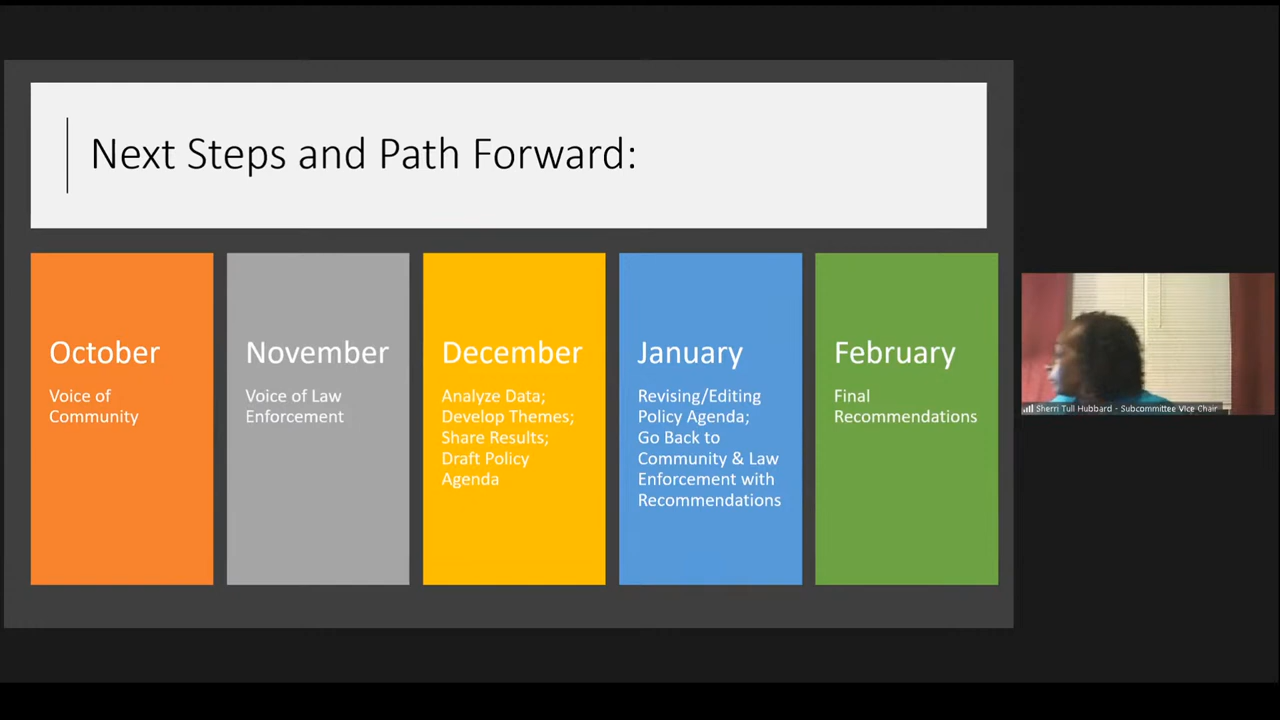 Next Steps and Path Forward:
October
Voice of
Community
November
Voice of Law
Enforcement
December
Analyze Data;
Develop Themes;
Share Results;
Draft Policy
Agenda
January
Revising/Editing
Policy Agenda;
Go Back to
Community & Law
Enforcement with
Recommendations
February
Final
Recommendations
Sherri Tull Hubbard - Subcommittee Vice Chair